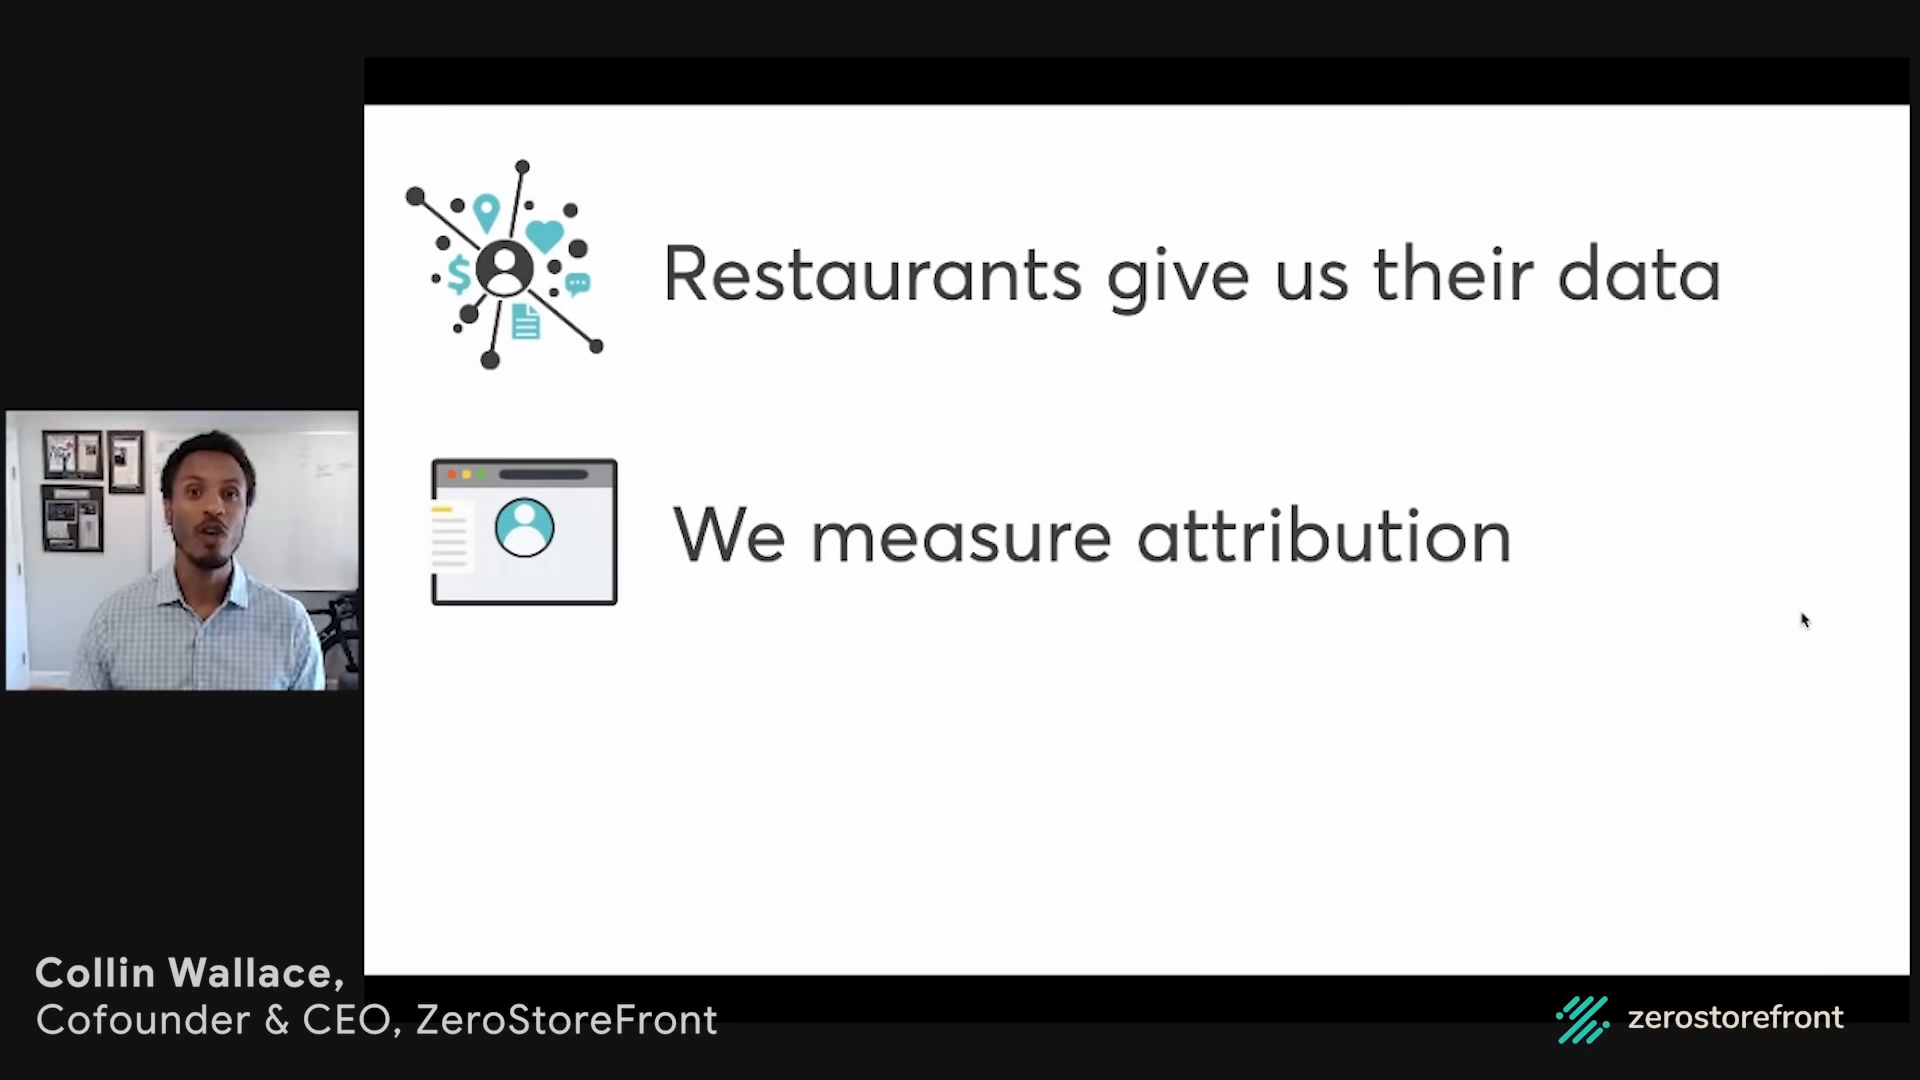 Restaurants give us their data
We measure attribution
Collin Wallace,
Cofounder & CEO, ZeroStoreFront
zerostorefront